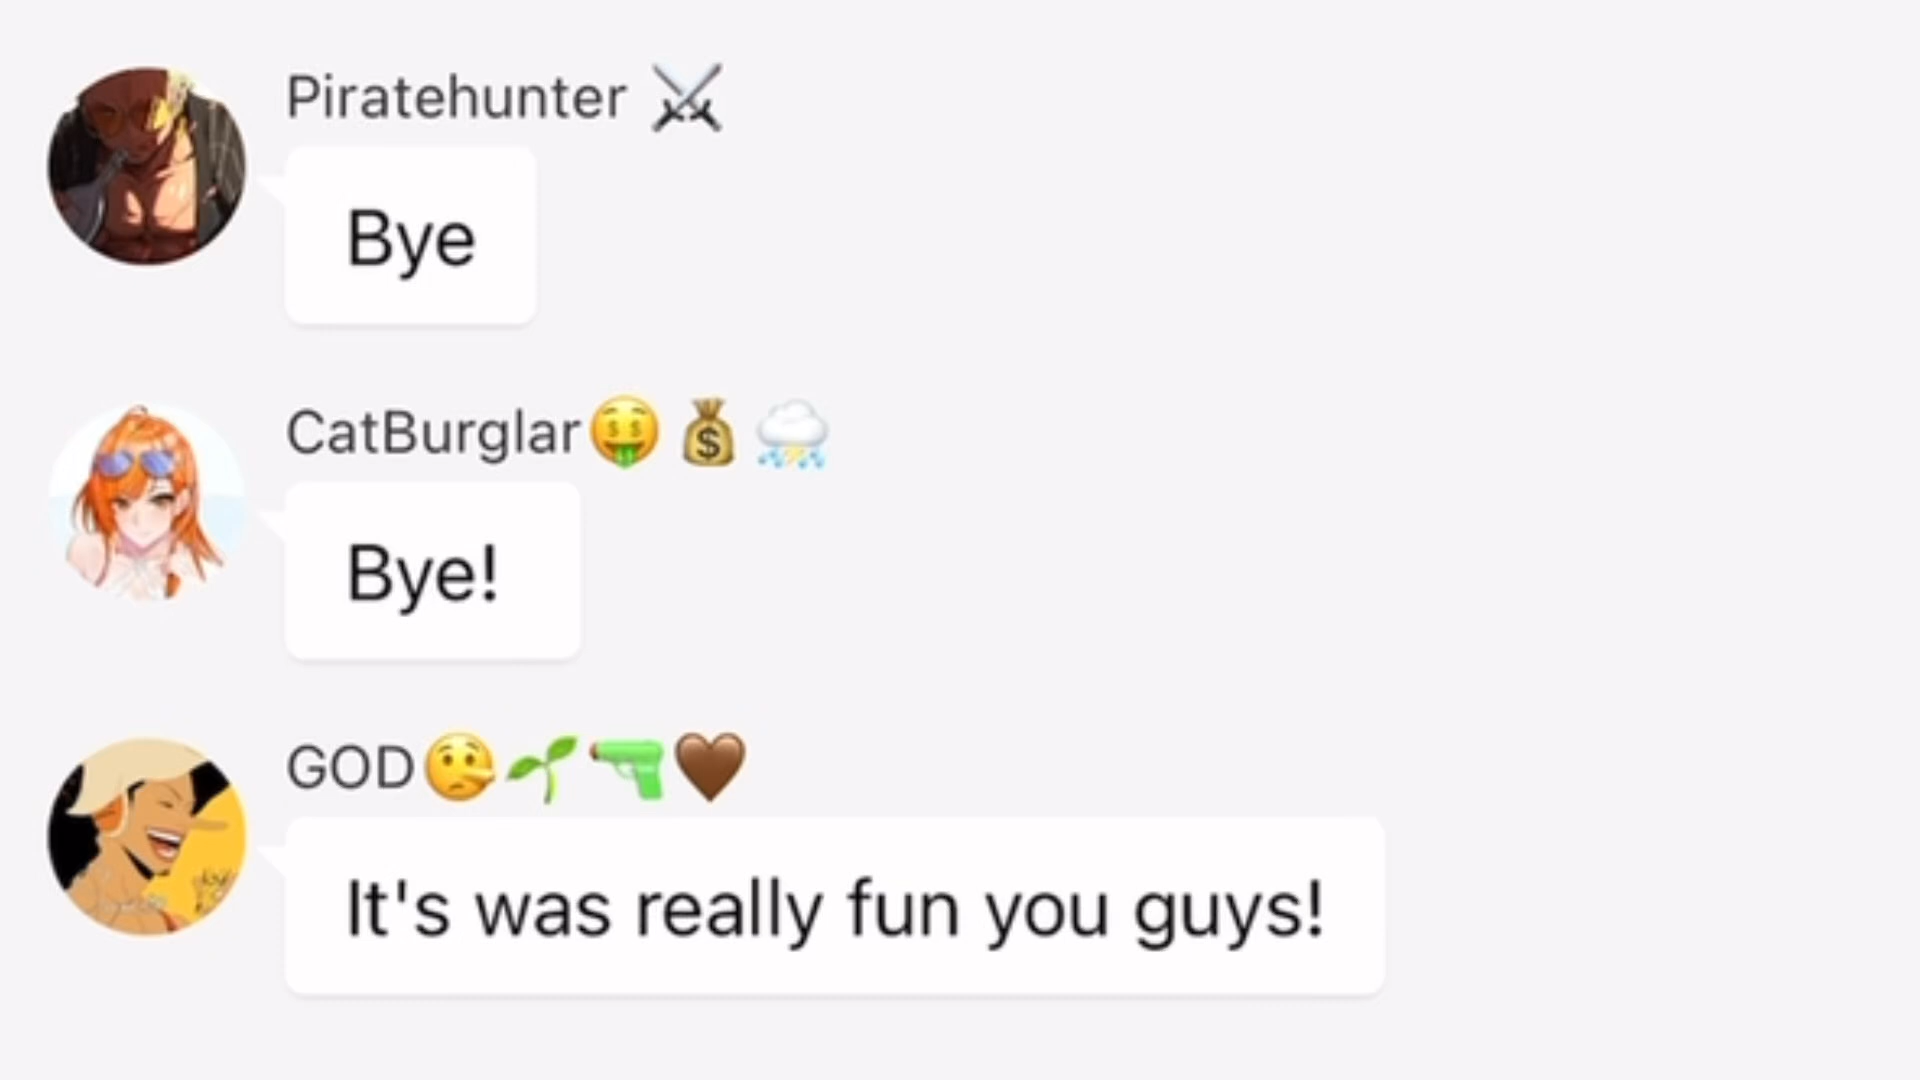 Piratehunter ⚔️
Bye
CatBurglar🤑💰⛈️
Bye!
GOD🤥🌱🔫🤎
It's was really fun you guys!